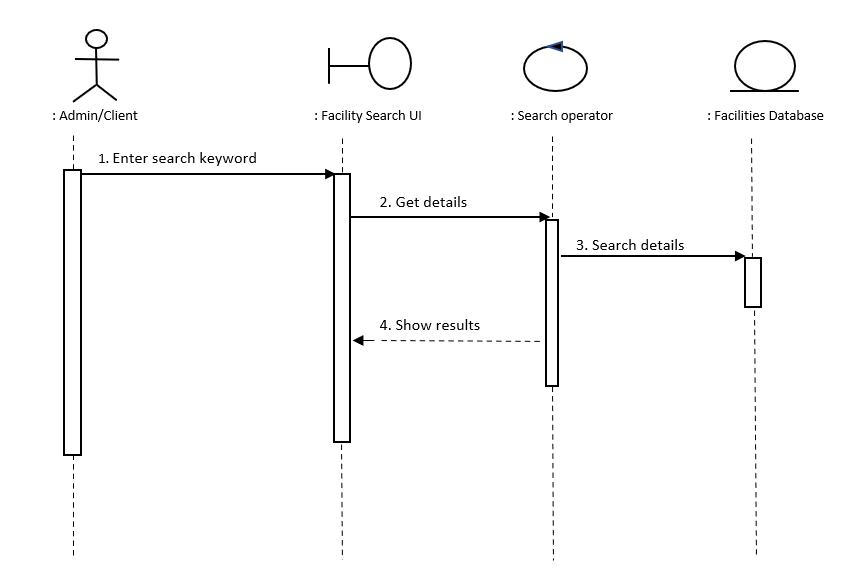 : Admin/Client
: Facility Search UI
: Search operator
: Facilities Database
1. Enter search keyword
2. Get details
3. Search details
4. Show results